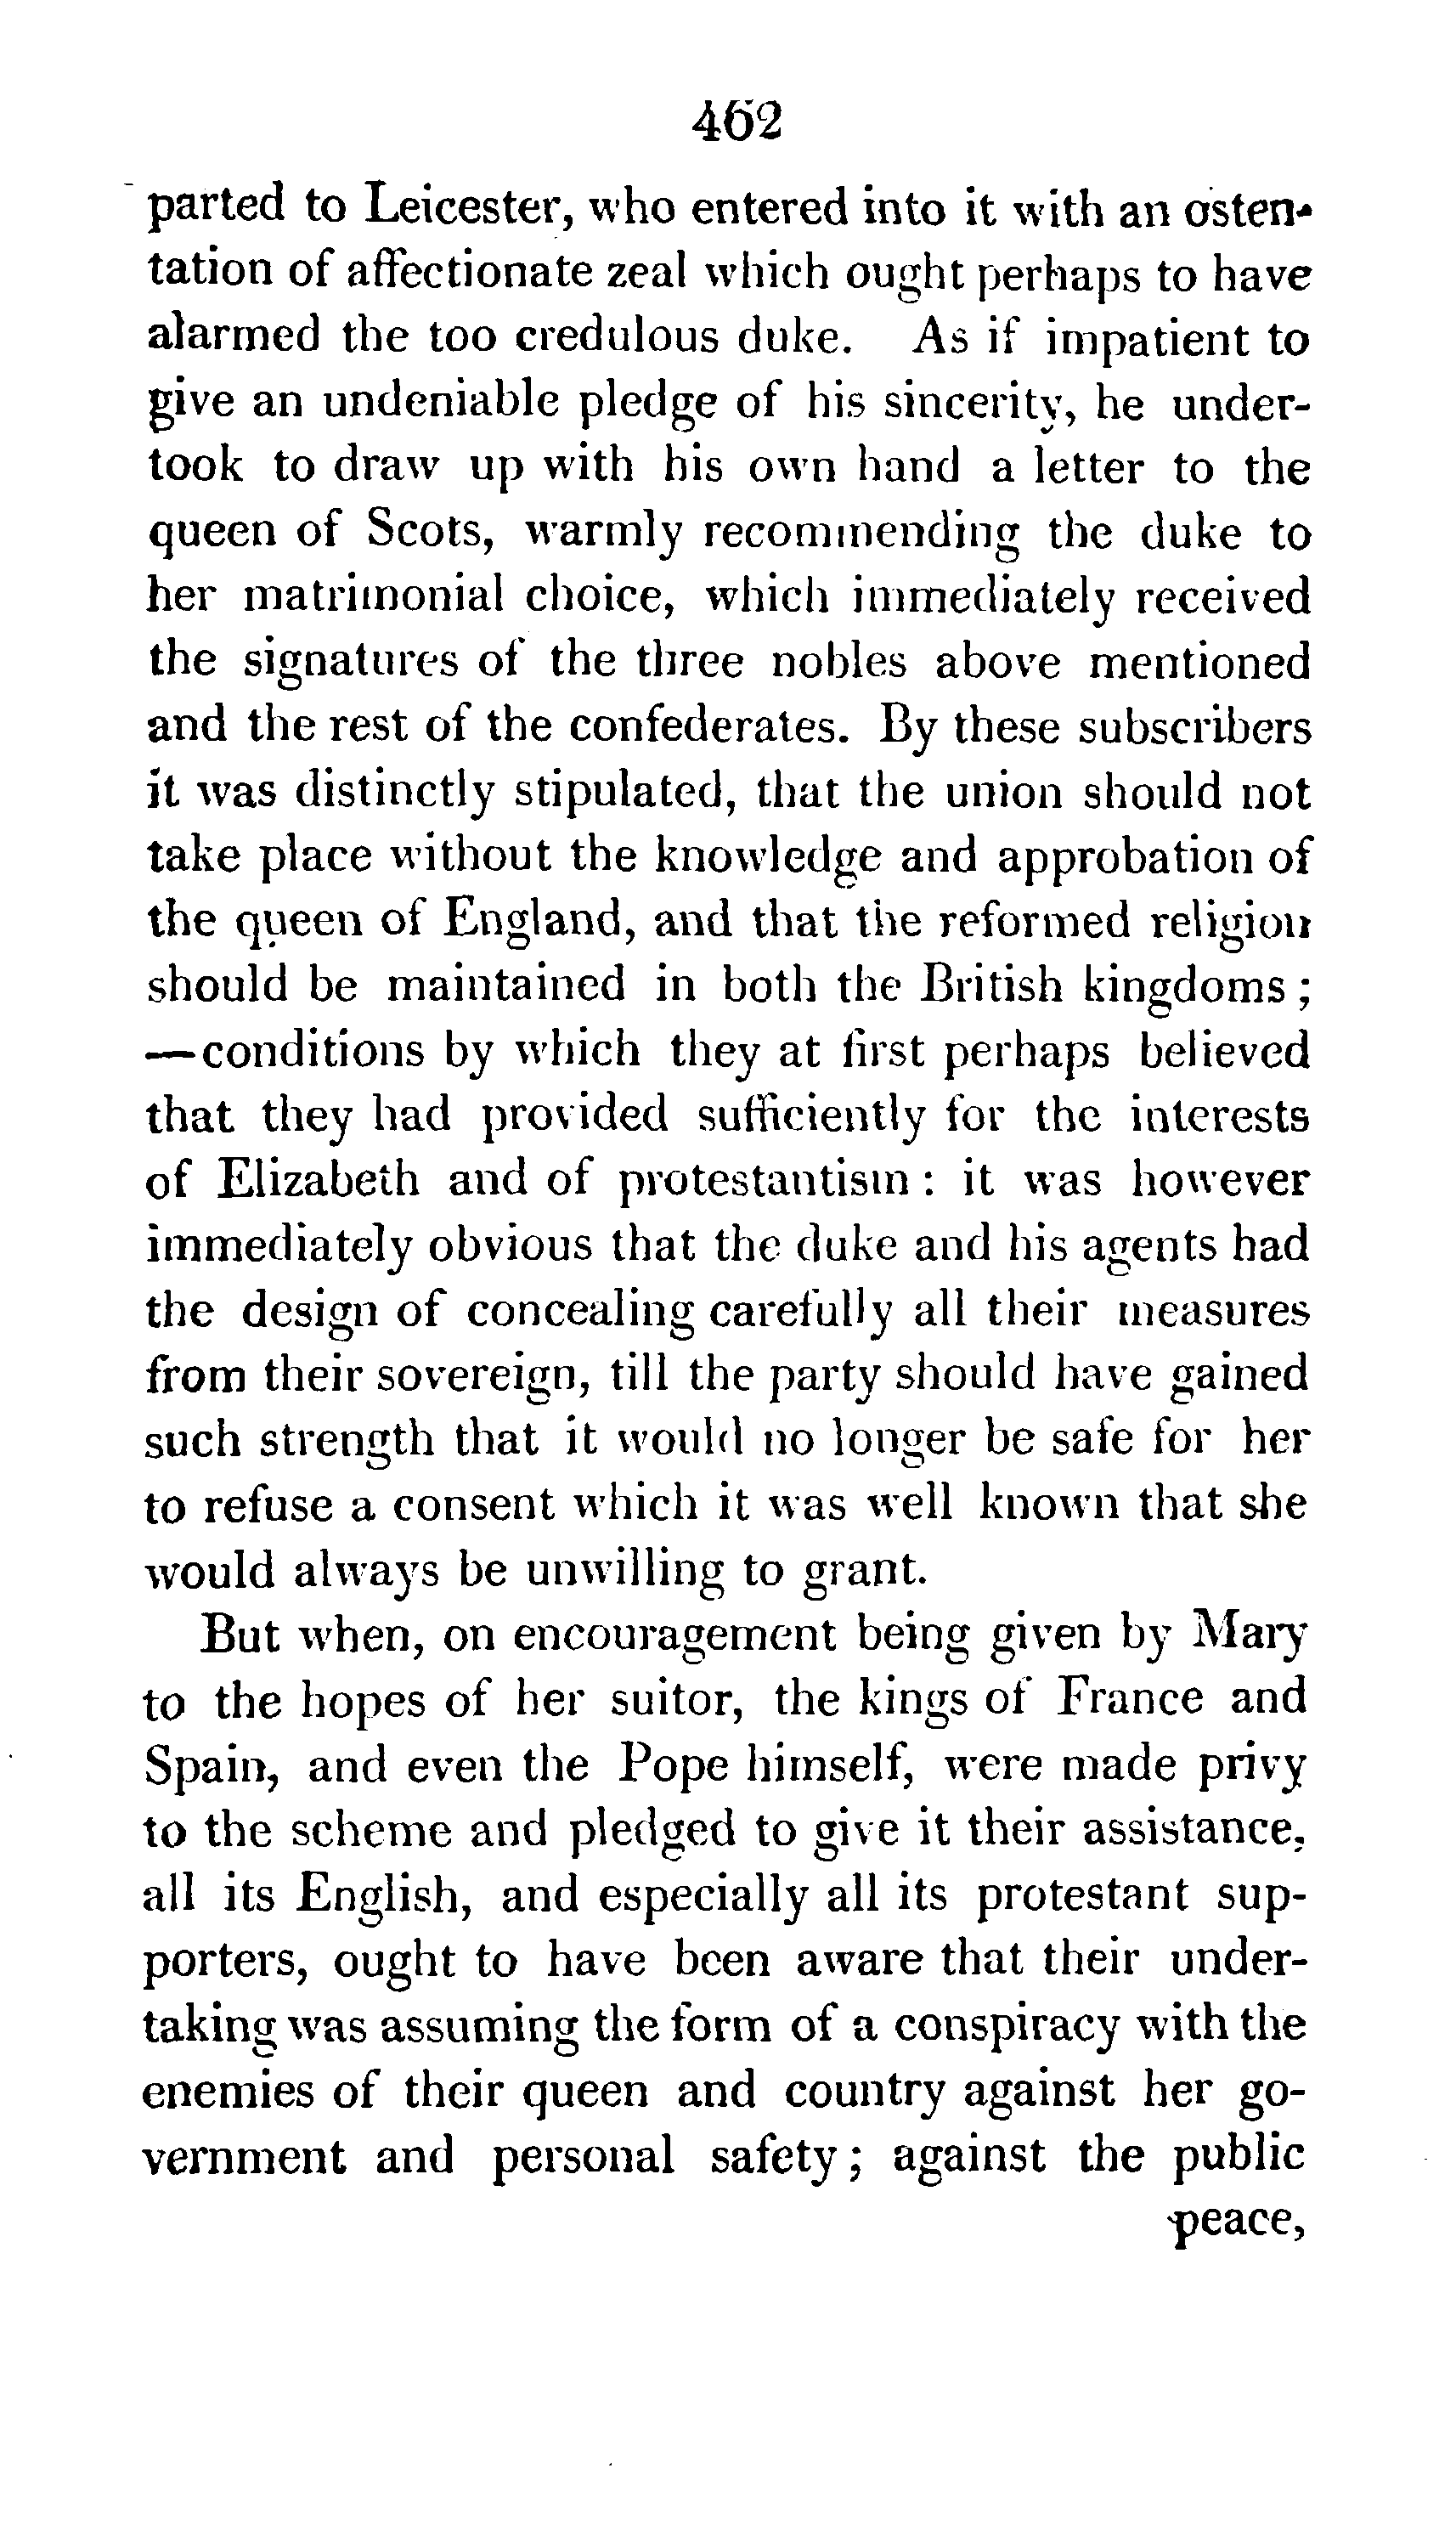 462
parted to Leicester, who entered into it with an osten-
tation of affectionate zeal which ought perhaps to have
alarmed the too credulous duke. As if impatient to
give an undeniable pledge of his sincerity, he under-
took to draw up with his own hand a letter to the
queen of Scots, warmly recommending the duke to
her matrimonial choice, which immediately received
the signatures of the three nobles above mentioned
and the rest of the confederates. By these subscribers
it was distinctly stipulated, that the union should not
take place without the knowledge and approbation of
the queen of England, and that the reformed religion
should be maintained in both the British kingdoms ;
—conditions by which they at first perhaps believed
that they had provided sufficiently for the interests
of Elizabeth and of protestantism : it was however
immediately obvious that the duke and his agents had
the design of concealing carefully all their measures
from their sovereign, till the party should have gained
such strength that it would no longer be safe for her
to refuse a consent which it was well known that she
would always be unwilling to grant.
But when, on encouragement being given by Mary
to the hopes of her suitor, the kings of France and
Spain, and even the Pope himself, were made privy
to the scheme and pledged to give it their assistance,
all its English, and especially all its protestant sup-
porters, ought to have been aware that their under-
taking was assuming the form of a conspiracy with the
enemies of their queen and country against her go-
vernment and personal safety ; against the public
peace,